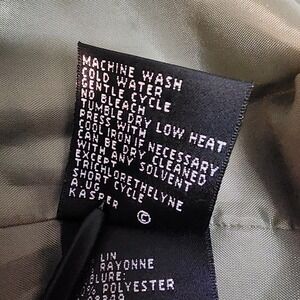 MACHINE WASH
COLD WATER
GENTLE CYCLE
NO BLEACH
TUMBLE DRY LOW HEAT
PRESS WITH
COOL IRON IF NECESSARY
CAN BE DRY CLEANED
WITH ANY SOLVENT
EXCEPT
TRICHLORETHELYNE
SHORT CYCLE
A.UG
KASPER ©
LIN
RAYONNE
BLURE:
% POLYESTER